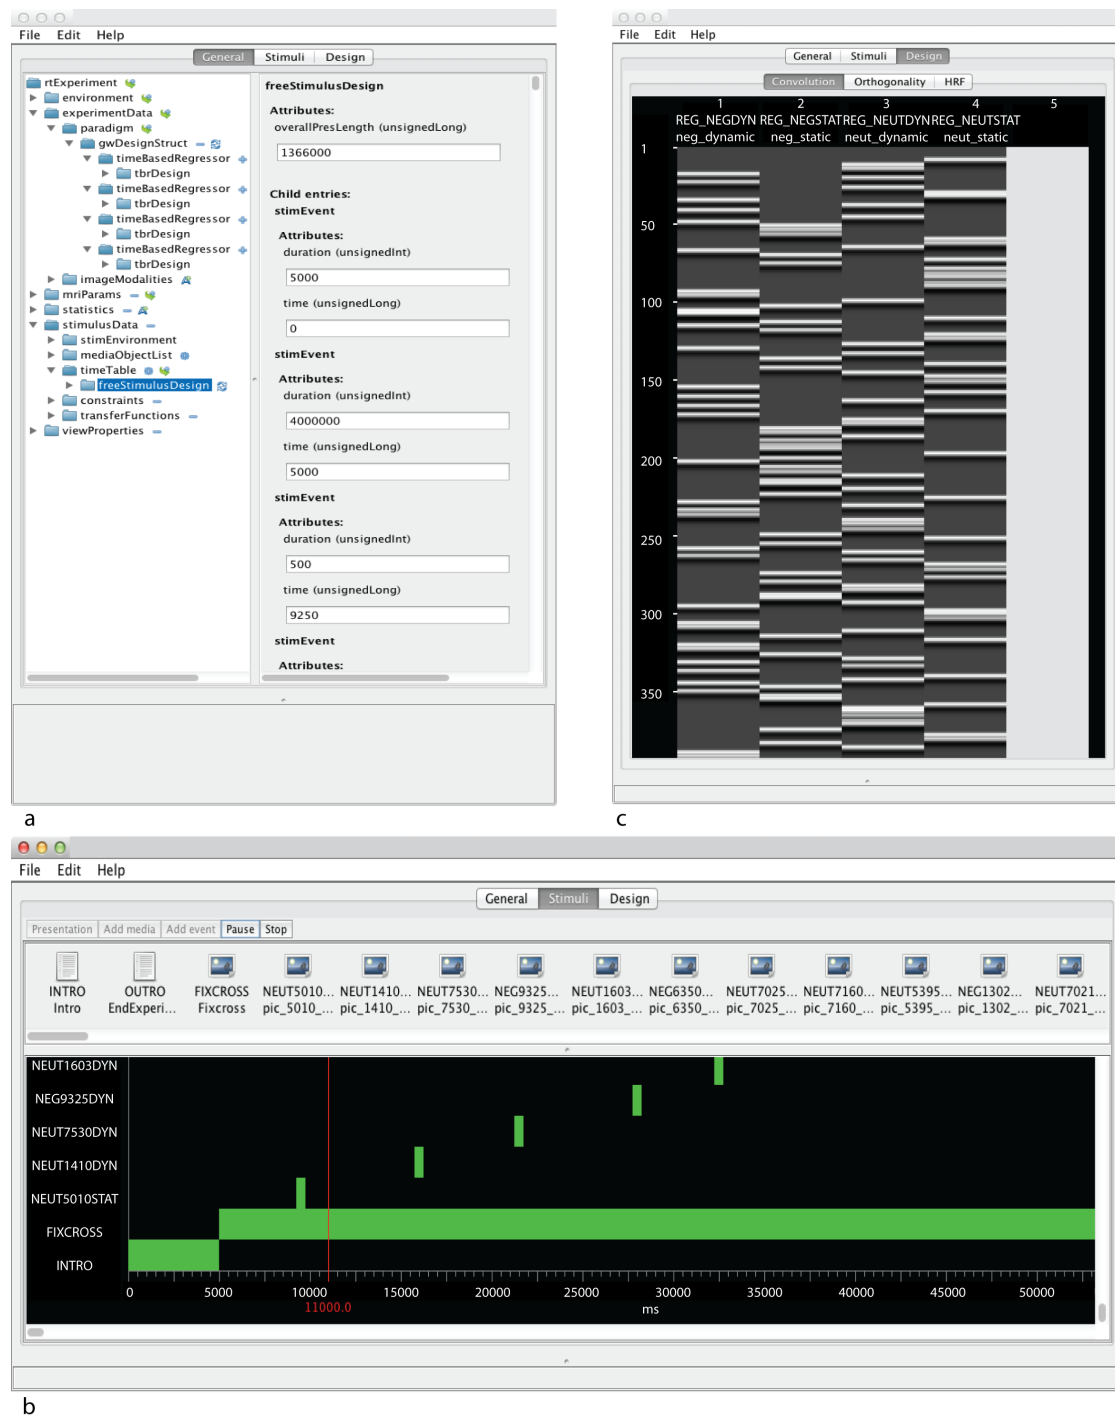 File Edit Help
General Stimuli Design
rtExperiment
environment
experimentData
paradigm
gwDesignStruct
timeBasedRegressor
tbrDesign
timeBasedRegressor
tbrDesign
timeBasedRegressor
tbrDesign
timeBasedRegressor
tbrDesign
imageModalities
mriParams
statistics
stimulusData
stimEnvironment
mediaObjectList
timeTable
freeStimulusDesign
constraints
transferFunctions
viewProperties
freeStimulusDesign
Attributes:
overallPresLength (unsignedLong)
1366000
Child entries:
stimEvent
Attributes:
duration (unsignedInt)
5000
time (unsignedLong)
0
stimEvent
Attributes:
duration (unsignedInt)
4000000
time (unsignedLong)
5000
stimEvent
Attributes:
duration (unsignedInt)
500
time (unsignedLong)
9250
stimEvent
Attributes:
a
File Edit Help
General Stimuli Design
Convolution Orthogonality HRF
1 2 3 4 5
REG_NEGDYN REG_NEGSTAT REG_NEUTDYN REG_NEUTSTAT
neg_dynamic neg_static neut_dynamic neut_static
1
50
100
150
200
250
300
350
c
File Edit Help
General Stimuli Design
Presentation Add media Add event Pause Stop
INTRO OUTRO FIXCROSS NEUT5010... NEUT1410... NEUT7530... NEG9325... NEUT1603... NEG6350... NEUT7025... NEUT7160... NEUT5395... NEG1302... NEUT7021...
Intro EndExperi... Fixcross pic_5010_... pic_1410_... pic_7530_... pic_9325_... pic_1603_... pic_6350_... pic_7025_... pic_7160_... pic_5395_... pic_1302_... pic_7021_...
NEUT1603DYN
NEG9325DYN
NEUT7530DYN
NEUT1410DYN
NEUT5010STAT
FIXCROSS
INTRO
0 5000 10000 15000 20000 25000 30000 35000 40000 45000 50000
11000.0
ms
b